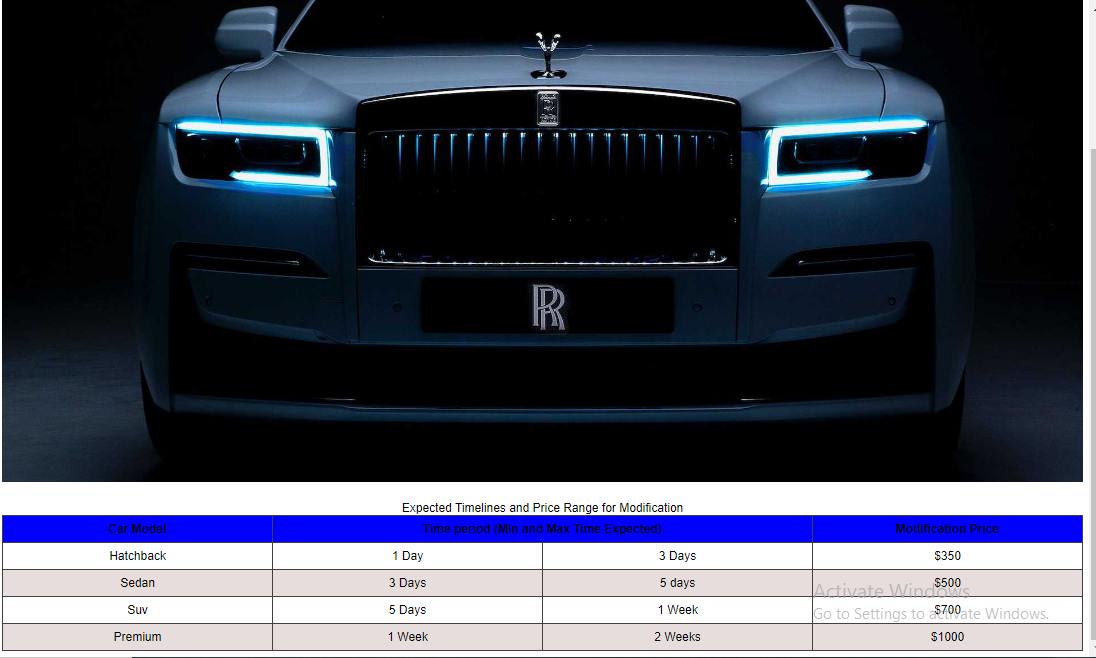 RR
Expected Timelines and Price Range for Modification
Car Model Time period (Min and Max Time Expected) Modification Price
Hatchback 1 Day 3 Days $350
Sedan 3 Days 5 days $500
Suv 5 Days 1 Week $700
Premium 1 Week 2 Weeks $1000
Activate Windows
Go to Settings to activate Windows.